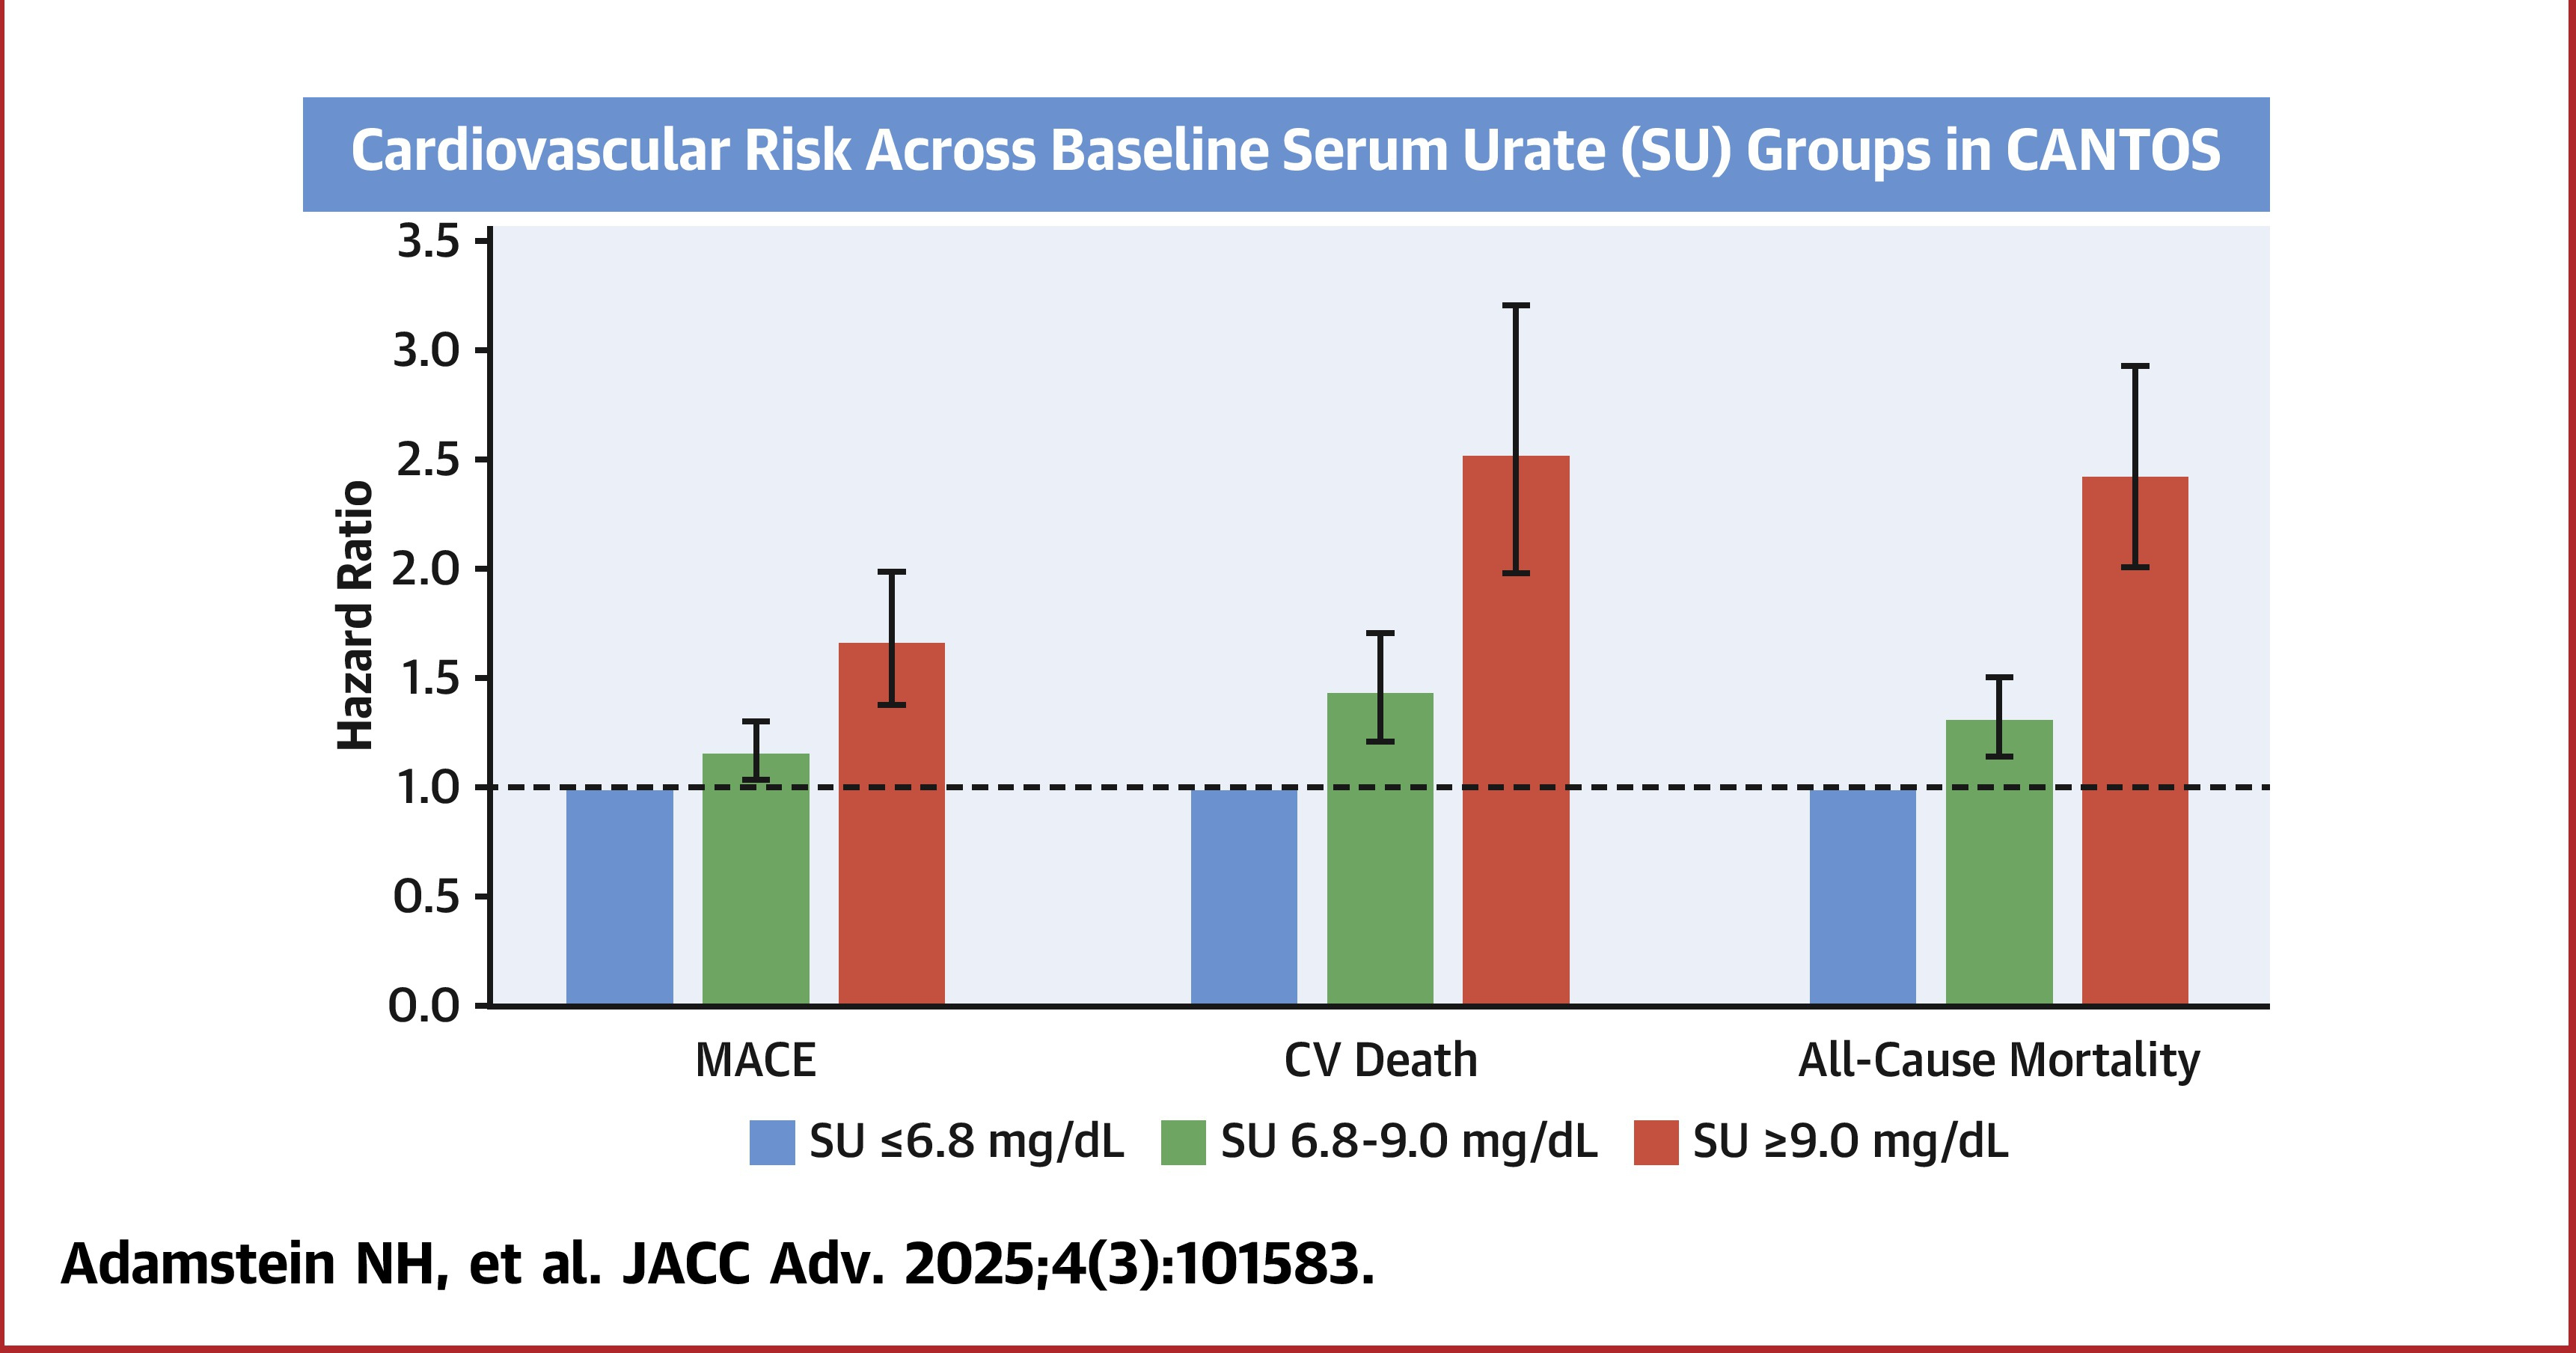 Cardiovascular Risk Across Baseline Serum Urate (SU) Groups in CANTOS
3.5
3.0
2.5
2.0
1.5
1.0
0.5
0.0
Hazard Ratio
MACE CV Death All-Cause Mortality
SU ≤6.8 mg/dL SU 6.8-9.0 mg/dL SU ≥9.0 mg/dL
Adamstein NH, et al. JACC Adv. 2025;4(3):101583.